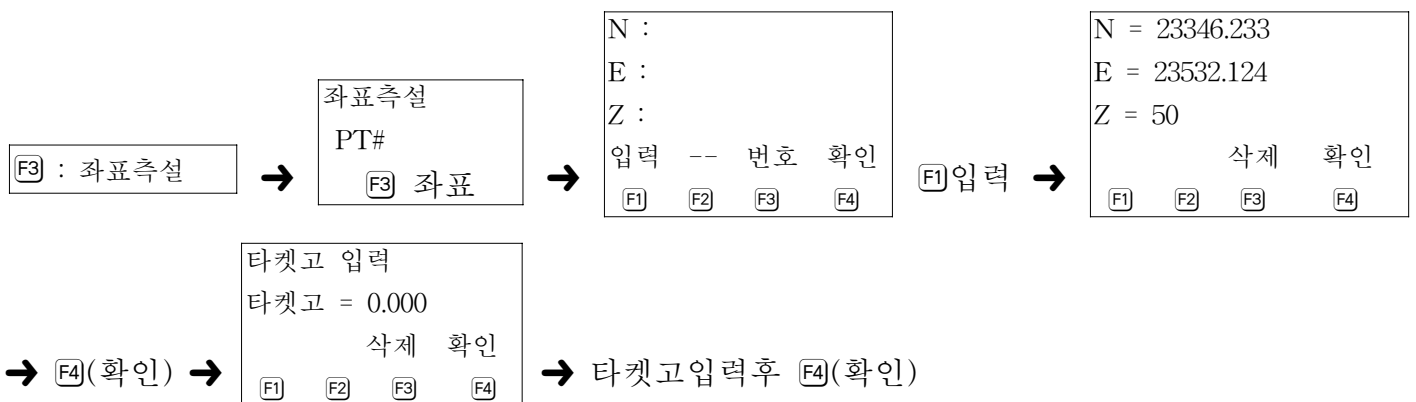 F3 : 좌표측설
➜
좌표측설
PT#
F3 좌표
➜
N :
E :
Z :
입력 -- 번호 확인
F1 F2 F3 F4
F1입력 ➜
N = 23346.233
E = 23532.124
Z = 50
삭제 확인
F1 F2 F3 F4
➜ F4(확인) ➜
타켓고 입력
타켓고 = 0.000
삭제 확인
F1 F2 F3 F4
➜ 타켓고입력후 F4(확인)